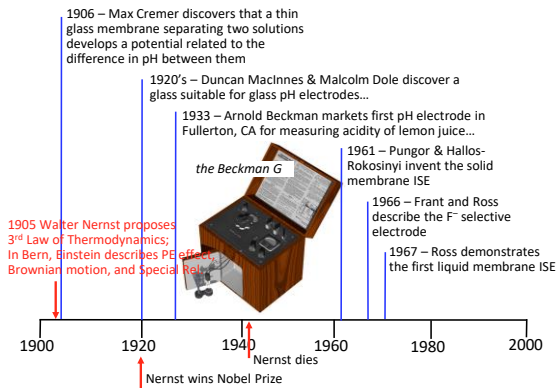 1906 – Max Cremer discovers that a thin
glass membrane separating two solutions
develops a potential related to the
difference in pH between them
1920's – Duncan MacInnes & Malcolm Dole discover a
glass suitable for glass pH electrodes…
1933 – Arnold Beckman markets first pH electrode in
Fullerton, CA for measuring acidity of lemon juice…
the Beckman G
1961 – Pungor & Hallos-
Rokosinyi invent the solid
membrane ISE
1966 – Frant and Ross
describe the F⁻ selective
electrode
1967 – Ross demonstrates
the first liquid membrane ISE
1905 Walter Nernst proposes
3rd Law of Thermodynamics;
In Bern, Einstein describes PE effect,
Brownian motion, and Special Rel.
1900
1920
1940
1960
1980
2000
Nernst dies
Nernst wins Nobel Prize